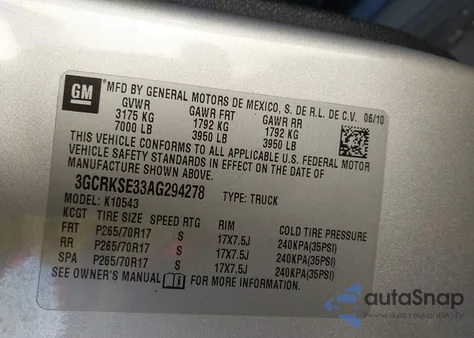 GM
MFD BY GENERAL MOTORS DE MEXICO, S. DE R.L. DE C.V. 06/10
GVWR GAWR FRT GAWR RR
3175 KG 1792 KG 1792 KG
7000 LB 3950 LB 3950 LB
THIS VEHICLE CONFORMS TO ALL APPLICABLE U.S. FEDERAL MOTOR
VEHICLE SAFETY STANDARDS IN EFFECT ON THE DATE OF
MANUFACTURE SHOWN ABOVE.
3GCRKSE33AG294278 TYPE: TRUCK
MODEL: K10543
KCGT TIRE SIZE SPEED RTG RIM COLD TIRE PRESSURE
FRT P265/70R17 S 17X7.5J 240KPA(35PSI)
RR P265/70R17 S 17X7.5J 240KPA(35PSI)
SPA P265/70R17 S 17X7.5J 240KPA(35PSI)
SEE OWNER'S MANUAL FOR MORE INFORMATION.
autoSnap